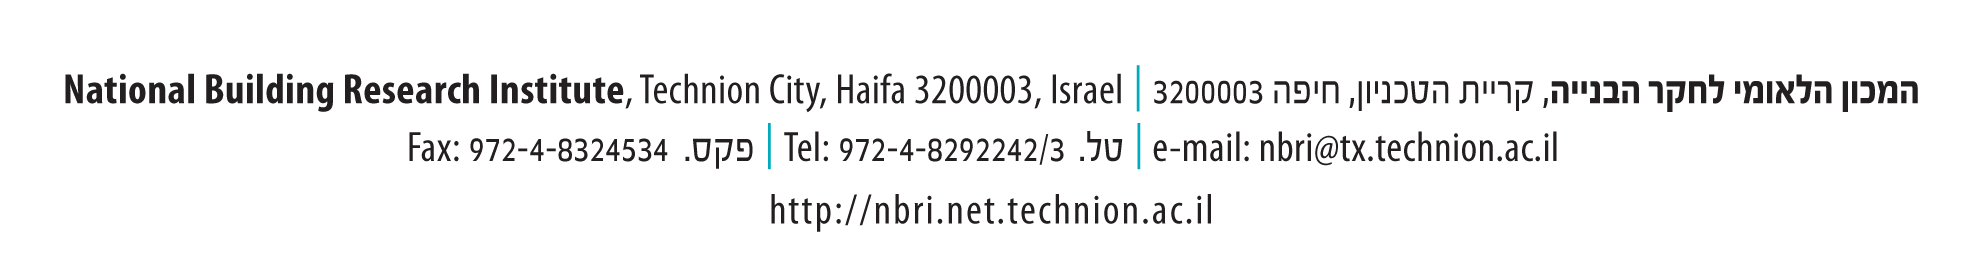 National Building Research Institute, Technion City, Haifa 3200003, Israel | המכון הלאומי לחקר הבנייה, קריית הטכניון, חיפה 3200003
Fax: 972-4-8324534 פקס. | Tel: 972-4-8292242/3 טל. | e-mail: nbri@tx.technion.ac.il
http://nbri.net.technion.ac.il